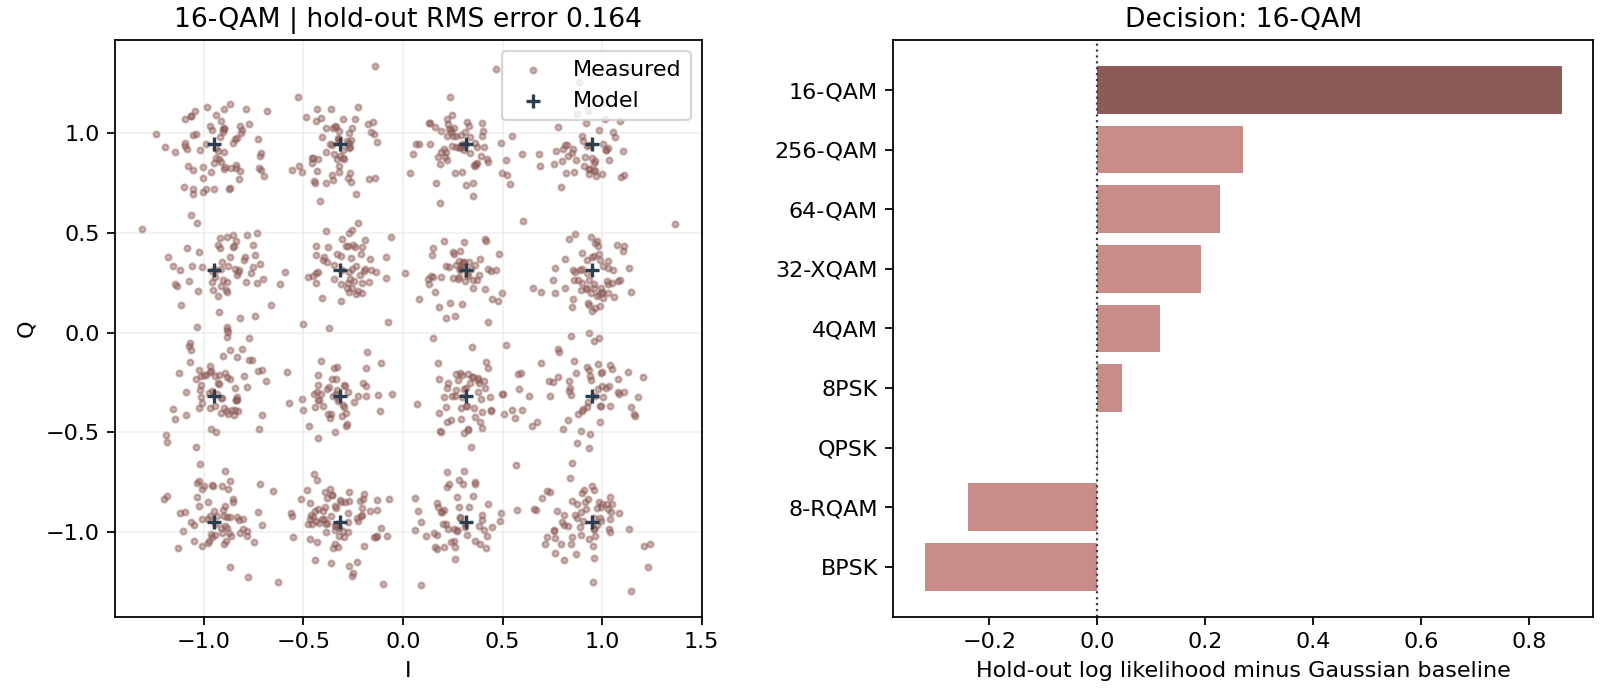 16-QAM | hold-out RMS error 0.164
Measured
Model
Q
1.0
0.5
0.0
−0.5
−1.0
−1.0
−0.5
0.0
0.5
1.0
1.5
I
Decision: 16-QAM
16-QAM
256-QAM
64-QAM
32-XQAM
4QAM
8PSK
QPSK
8-RQAM
BPSK
−0.2
0.0
0.2
0.4
0.6
0.8
Hold-out log likelihood minus Gaussian baseline